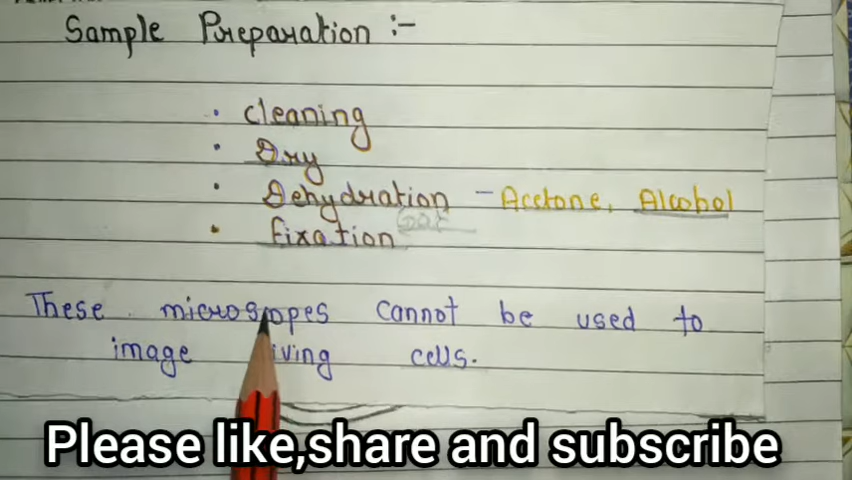 Sample Preparation :-
• Cleaning
• Dry
• Dehydration - Acetone, Alcohol
• Fixation
These microscopes cannot be used to
image living cells.
Please like,share and subscribe